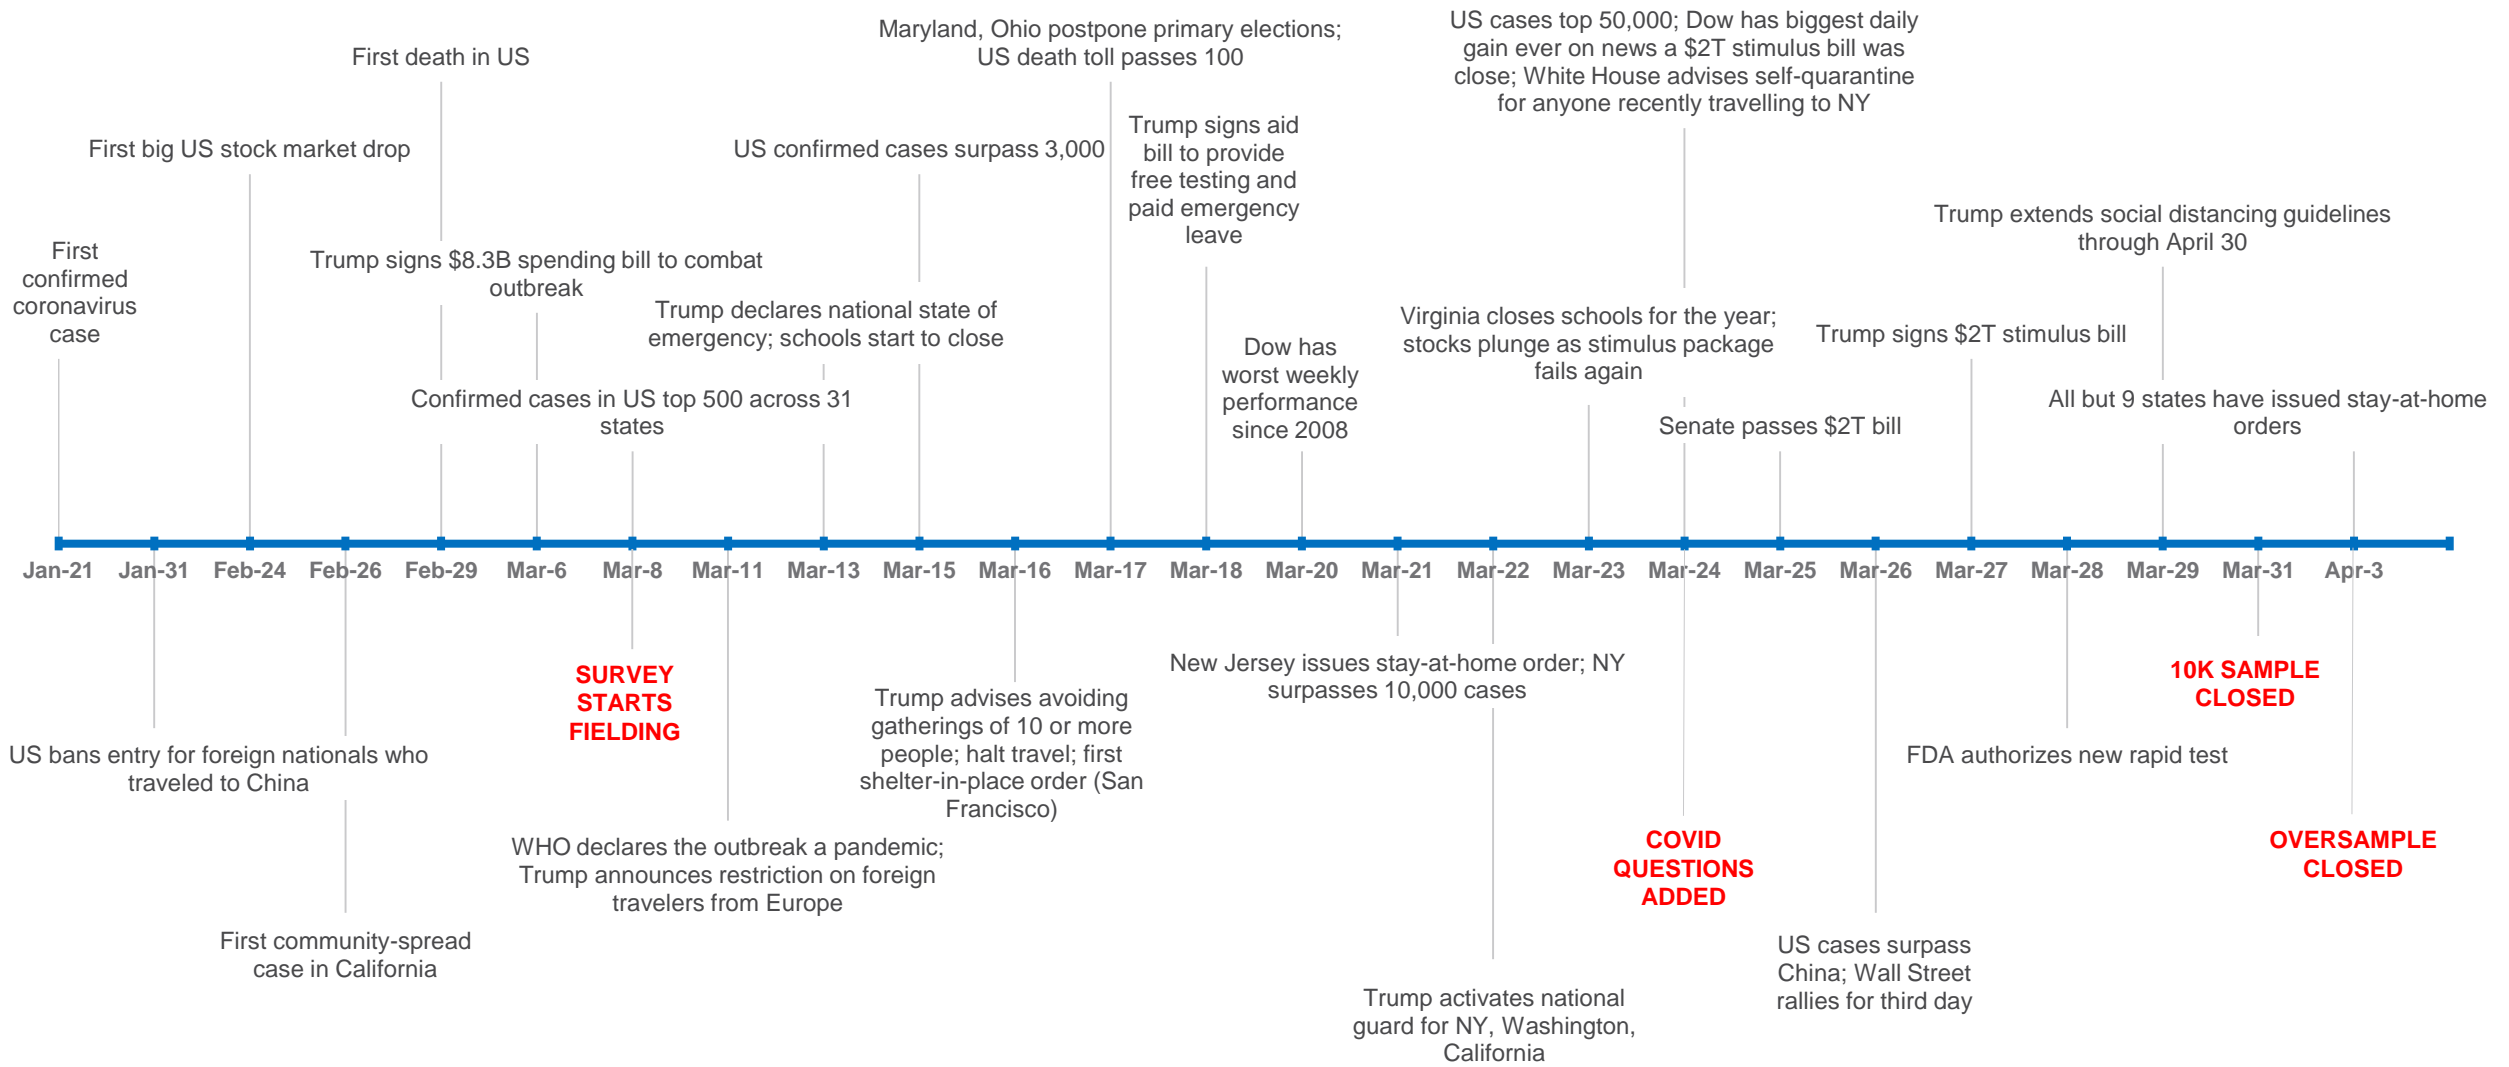 US cases top 50,000; Dow has biggest daily
gain ever on news a $2T stimulus bill was
close; White House advises self-quarantine
for anyone recently travelling to NY
Maryland, Ohio postpone primary elections;
US death toll passes 100
First death in US
First big US stock market drop
US confirmed cases surpass 3,000
Trump signs aid
bill to provide
free testing and
paid emergency
leave
Trump extends social distancing guidelines
through April 30
First
confirmed
coronavirus
case
Trump signs $8.3B spending bill to combat
outbreak
Trump declares national state of
emergency; schools start to close
Virginia closes schools for the year;
stocks plunge as stimulus package
fails again
Trump signs $2T stimulus bill
Dow has
worst weekly
performance
since 2008
Confirmed cases in US top 500 across 31
states
Senate passes $2T bill
All but 9 states have issued stay-at-home
orders
Jan-21 Jan-31 Feb-24 Feb-26 Feb-29 Mar-6 Mar-8 Mar-11 Mar-13 Mar-15 Mar-16 Mar-17 Mar-18 Mar-20 Mar-21 Mar-22 Mar-23 Mar-24 Mar-25 Mar-26 Mar-27 Mar-28 Mar-29 Mar-31 Apr-3
SURVEY
STARTS
FIELDING
New Jersey issues stay-at-home order; NY
surpasses 10,000 cases
10K SAMPLE
CLOSED
Trump advises avoiding
gatherings of 10 or more
people; halt travel; first
shelter-in-place order (San
Francisco)
US bans entry for foreign nationals who
traveled to China
FDA authorizes new rapid test
WHO declares the outbreak a pandemic;
Trump announces restriction on foreign
travelers from Europe
COVID
QUESTIONS
ADDED
OVERSAMPLE
CLOSED
First community-spread
case in California
US cases surpass
China; Wall Street
rallies for third day
Trump activates national
guard for NY, Washington,
California